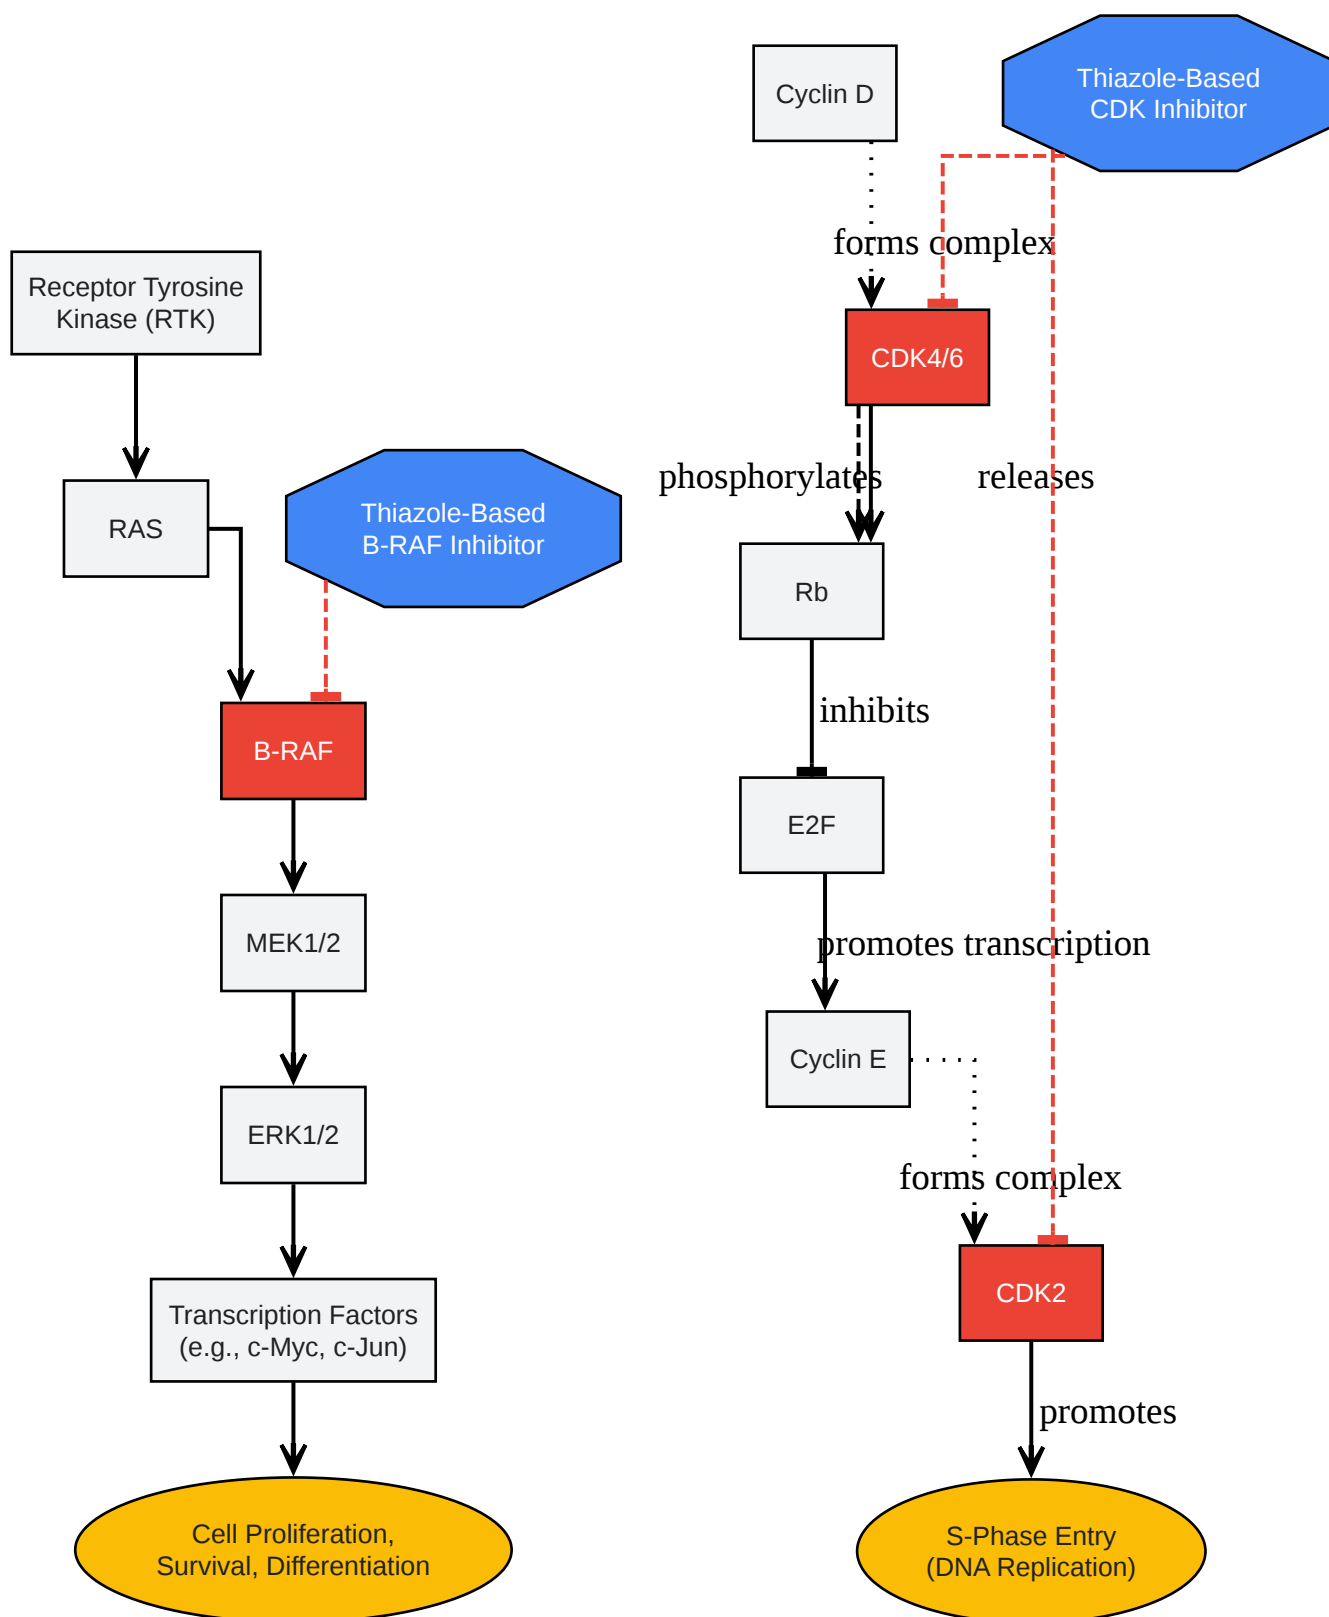 Receptor Tyrosine
Kinase (RTK)
RAS
Thiazole-Based
B-RAF Inhibitor
B-RAF
MEK1/2
ERK1/2
Transcription Factors
(e.g., c-Myc, c-Jun)
Cell Proliferation,
Survival, Differentiation
Cyclin D
Thiazole-Based
CDK Inhibitor
forms complex
CDK4/6
phosphorylates
releases
Rb
inhibits
E2F
promotes transcription
Cyclin E
forms complex
CDK2
promotes
S-Phase Entry
(DNA Replication)